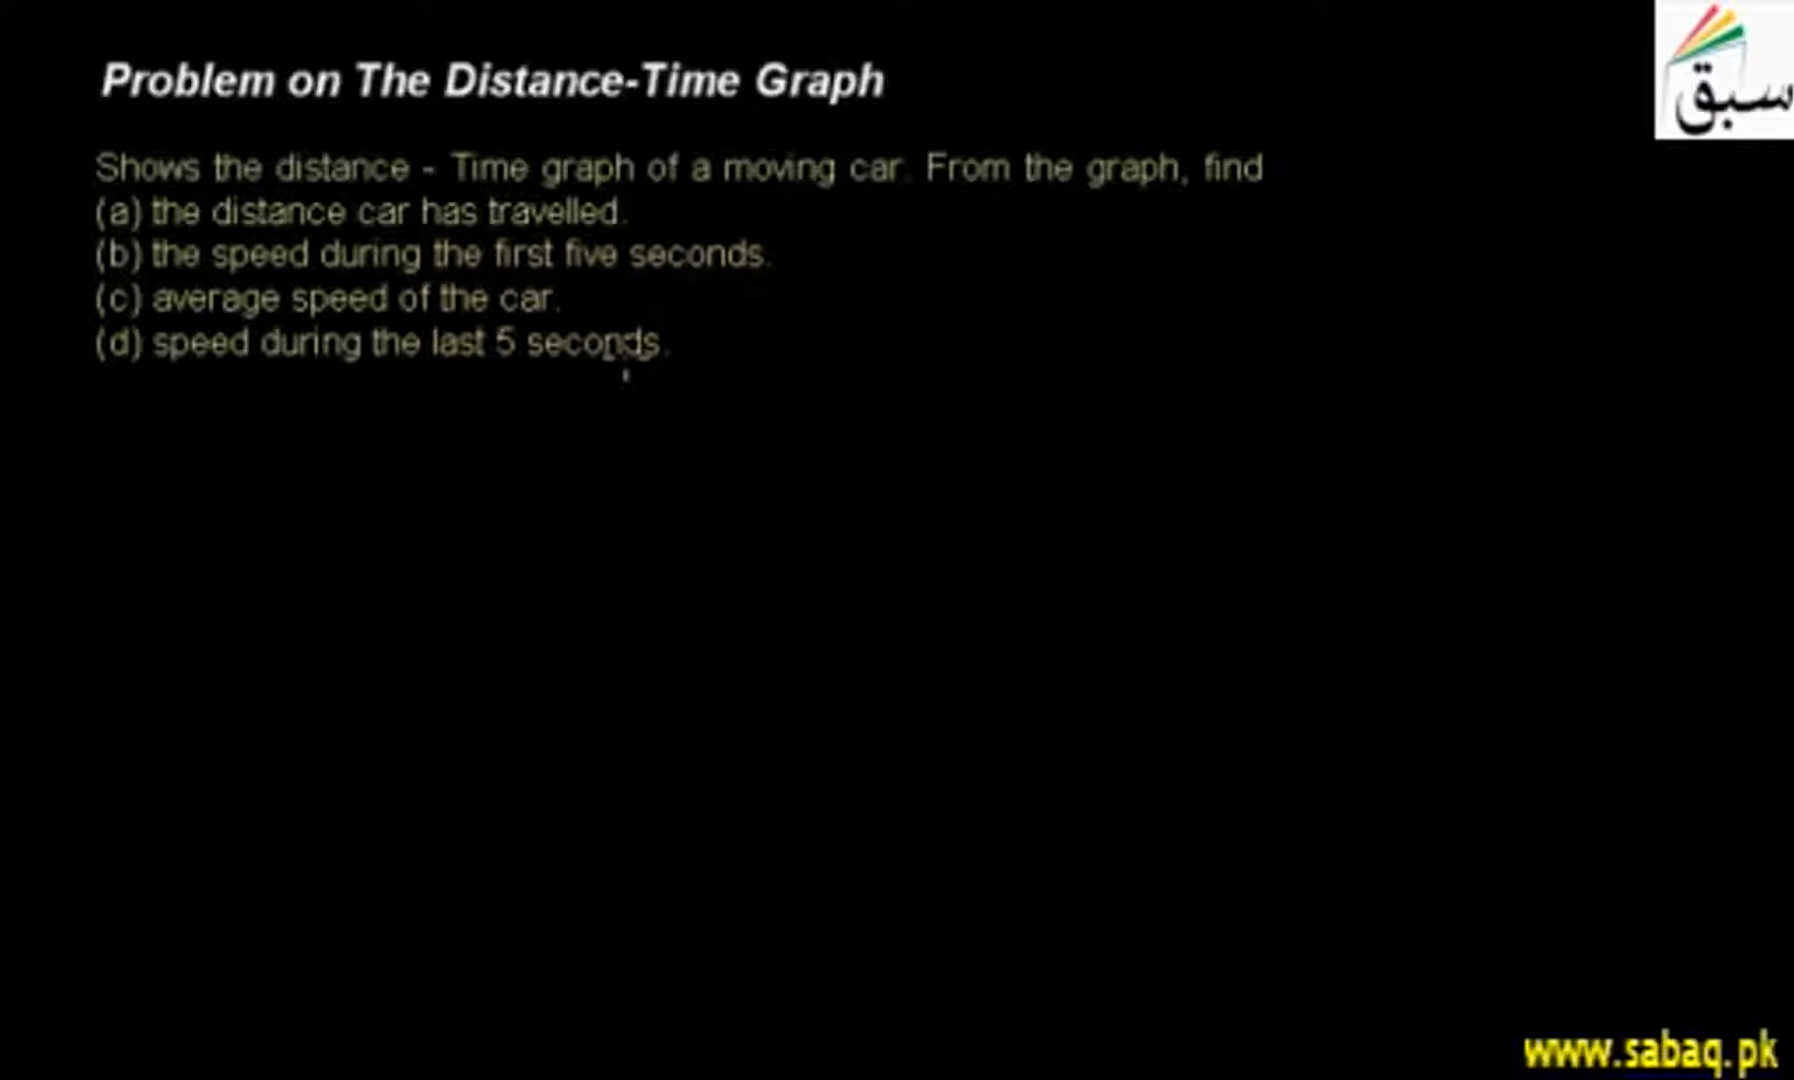 Problem on The Distance-Time Graph
سبق
Shows the distance - Time graph of a moving car. From the graph, find
(a) the distance car has travelled.
(b) the speed during the first five seconds.
(c) average speed of the car.
(d) speed during the last 5 seconds.
www.sabaq.pk